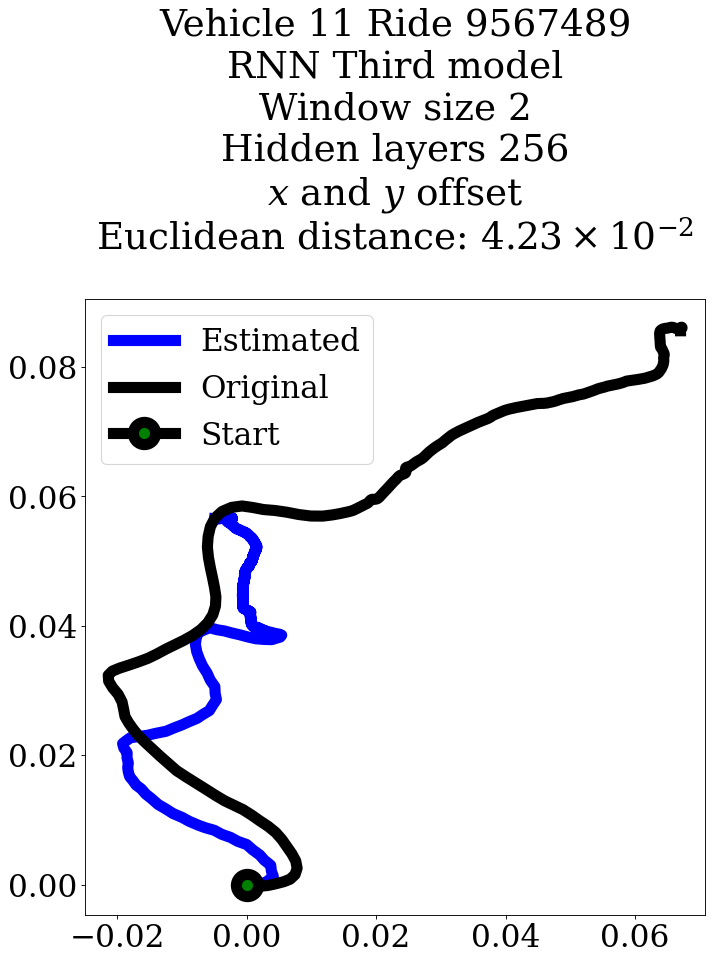 Vehicle 11 Ride 9567489
RNN Third model
Window size 2
Hidden layers 256
x and y offset
Euclidean distance: 4.23 × 10⁻²
Estimated
Original
Start
0.08
0.06
0.04
0.02
0.00
−0.02 0.00 0.02 0.04 0.06